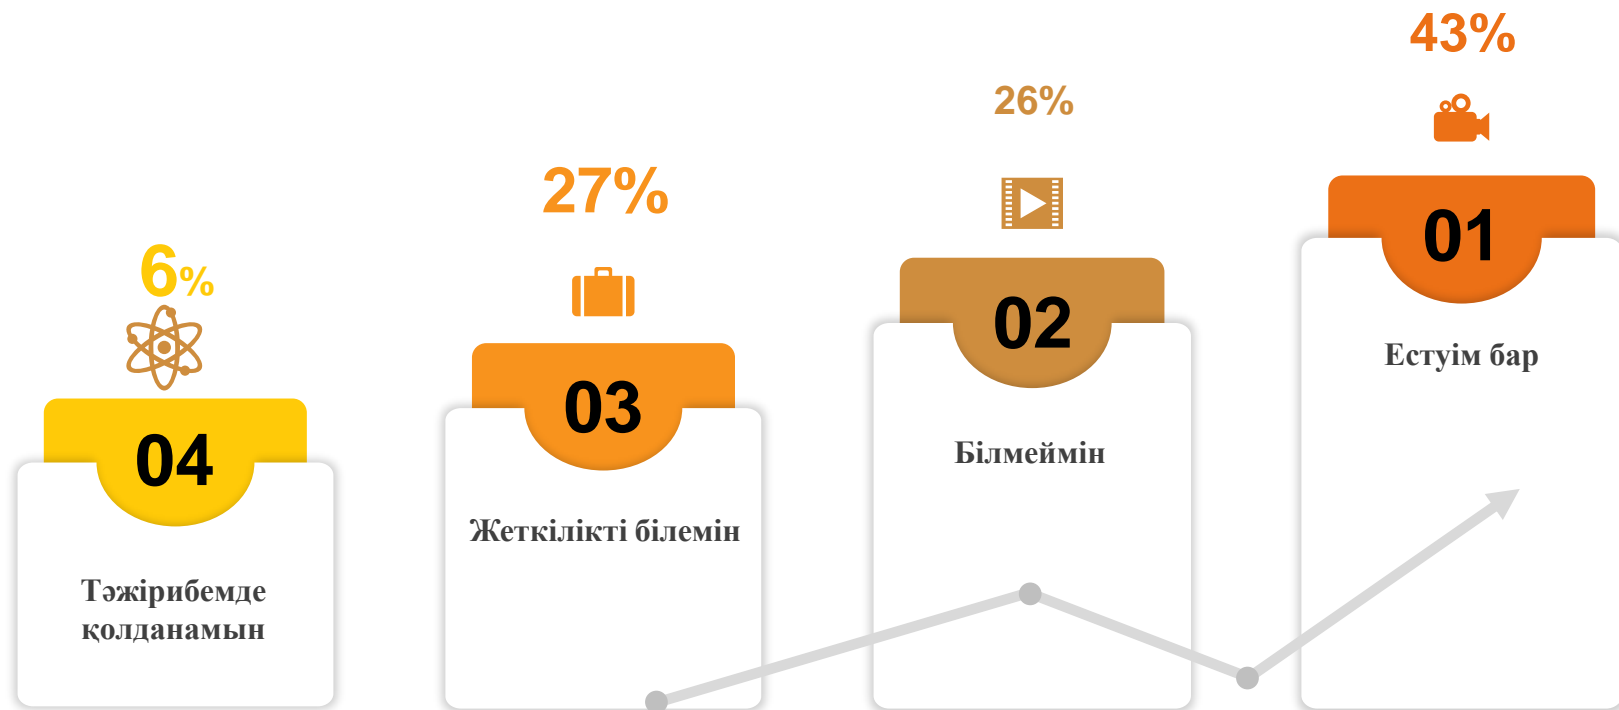 6%
04
Тәжірибемде
қолданамын
27%
03
Жеткілікті білемін
26%
02
Білмеймін
43%
01
Естуім бар